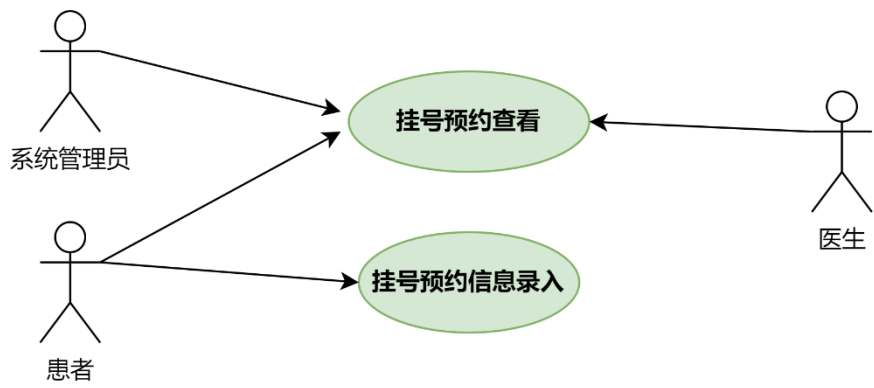 挂号预约查看
系统管理员
医生
挂号预约信息录入
患者